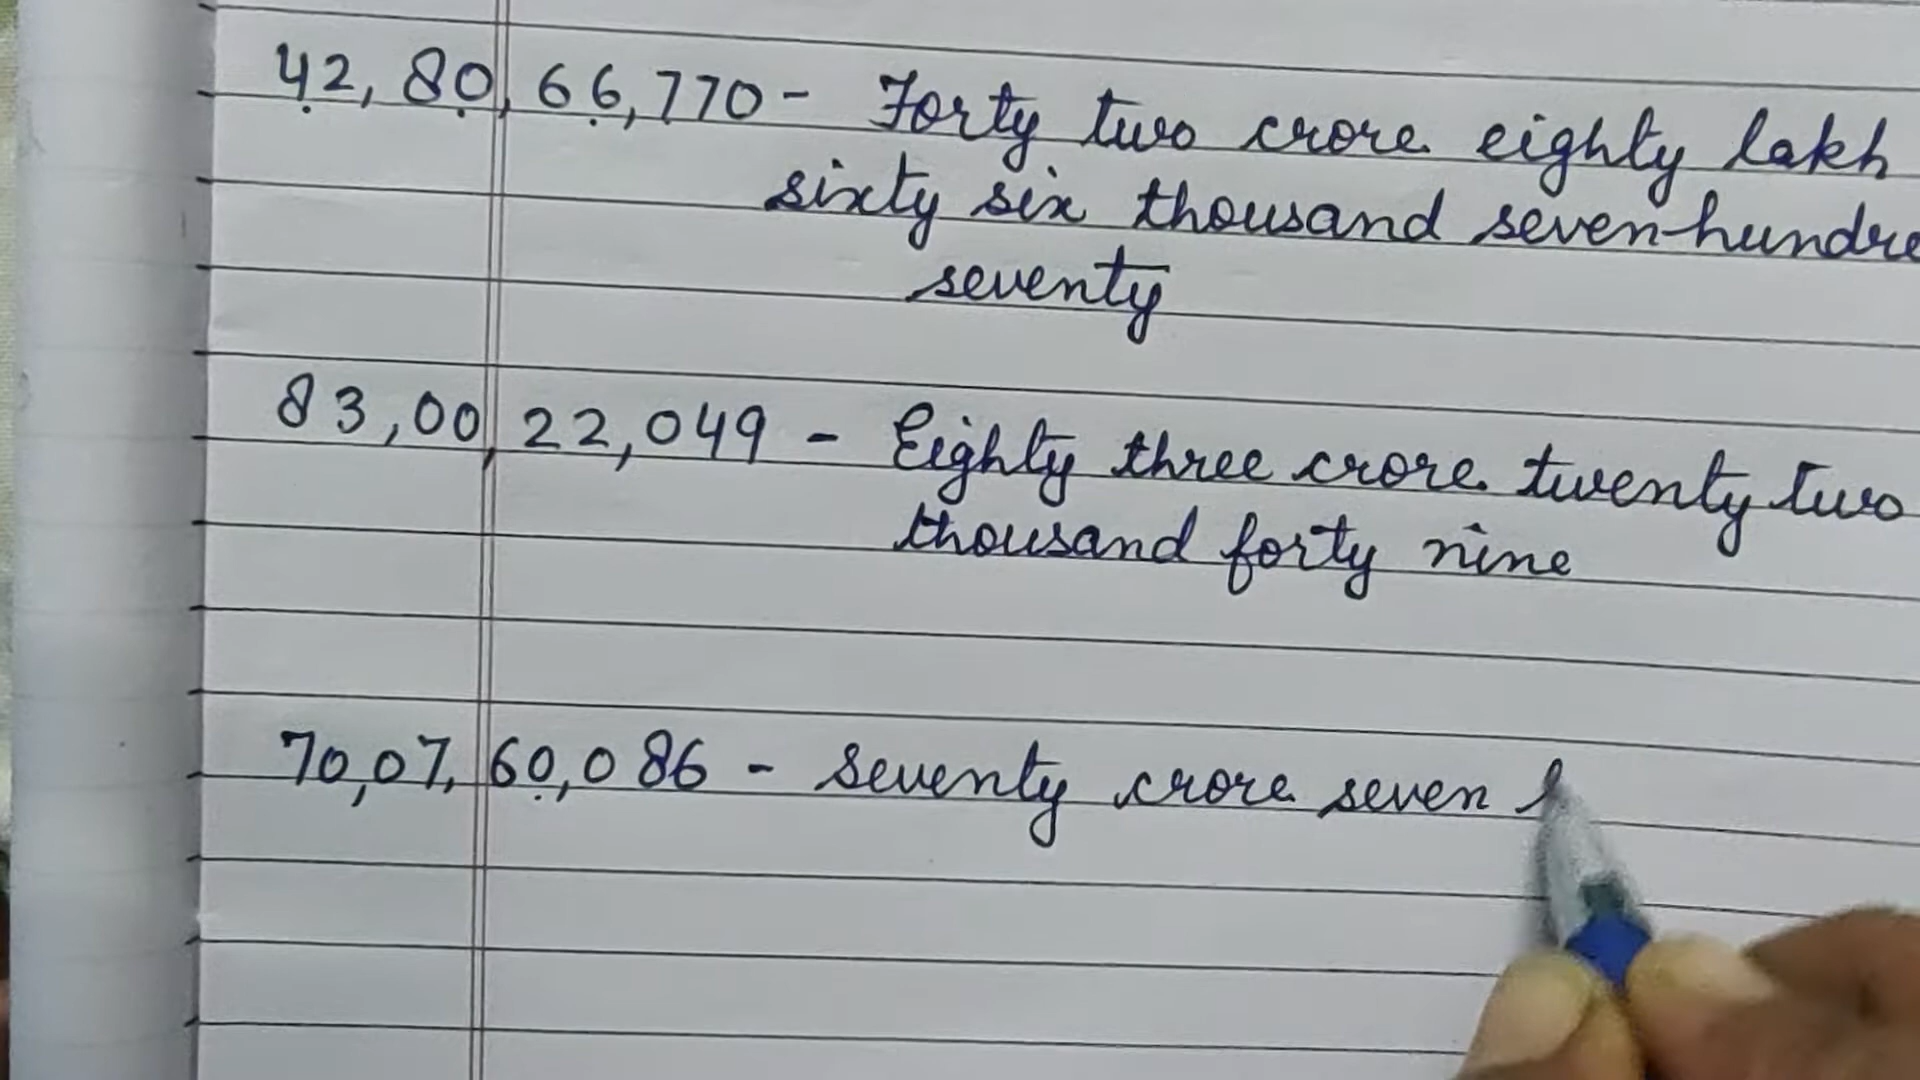 42,80,66,770 - Forty two crore eighty lakh
sixty six thousand seven hundre
seventy
83,00,22,049 - Eighty three crore twenty two
thousand forty nine
70,07,60,086 - seventy crore seven l